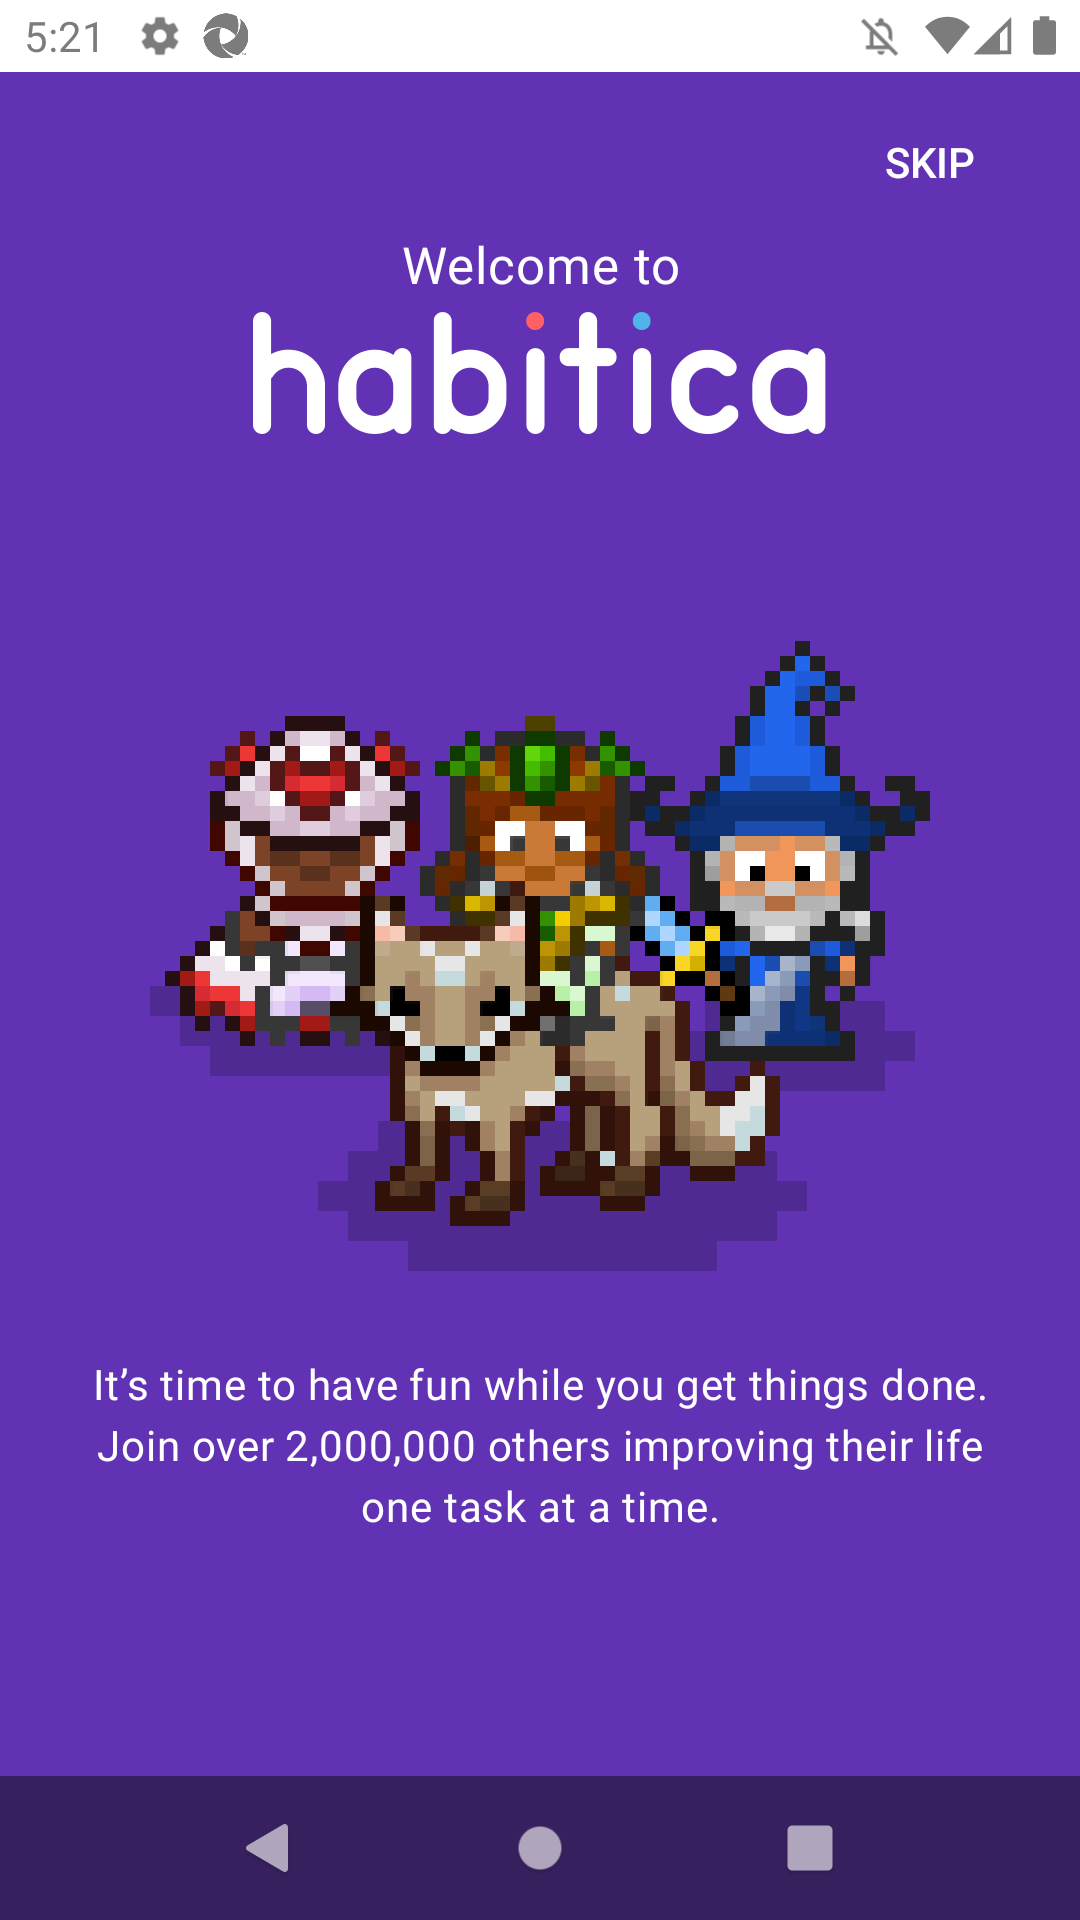 5:21
SKIP
Welcome to
habitica
It’s time to have fun while you get things done.
Join over 2,000,000 others improving their life
one task at a time.